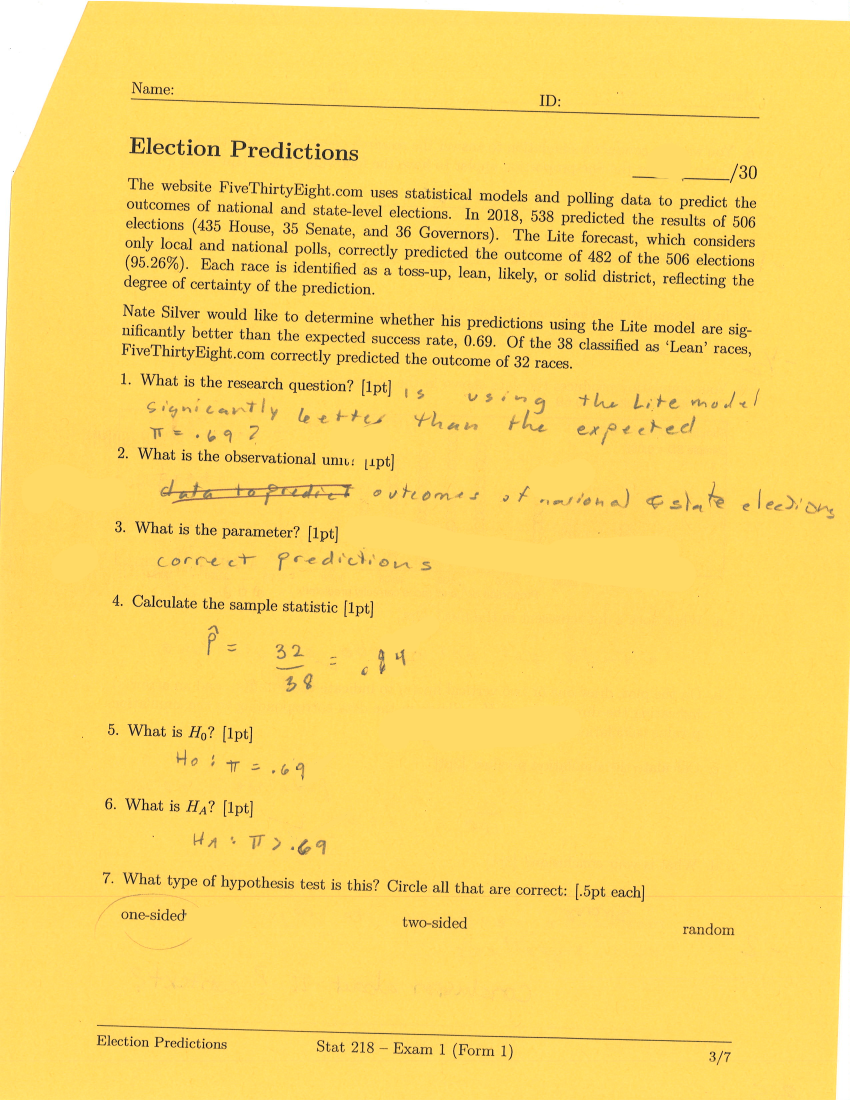 Name:
ID:
Election Predictions
/30
The website FiveThirtyEight.com uses statistical models and polling data to predict the
outcomes of national and state-level elections. In 2018, 538 predicted the results of 506
elections (435 House, 35 Senate, and 36 Governors). The Lite forecast, which considers
only local and national polls, correctly predicted the outcome of 482 of the 506 elections
(95.26%). Each race is identified as a toss-up, lean, likely, or solid district, reflecting the
degree of certainty of the prediction.
Nate Silver would like to determine whether his predictions using the Lite model are sig-
nificantly better than the expected success rate, 0.69. Of the 38 classified as ‘Lean’ races,
FiveThirtyEight.com correctly predicted the outcome of 32 races.
1. What is the research question? [1pt] is using the Lite model
signicantly better than the expected
π = .69 ?
2. What is the observational unit? [1pt]
data to predict outcomes of national & state elections
3. What is the parameter? [1pt]
correct predictions
4. Calculate the sample statistic [1pt]
p̂ = 32/38 = .84
5. What is H₀? [1pt]
Ho : π = .69
6. What is H_A? [1pt]
HA : π > .69
7. What type of hypothesis test is this? Circle all that are correct: [.5pt each]
one-sided two-sided random
Election Predictions Stat 218 – Exam 1 (Form 1) 3/7